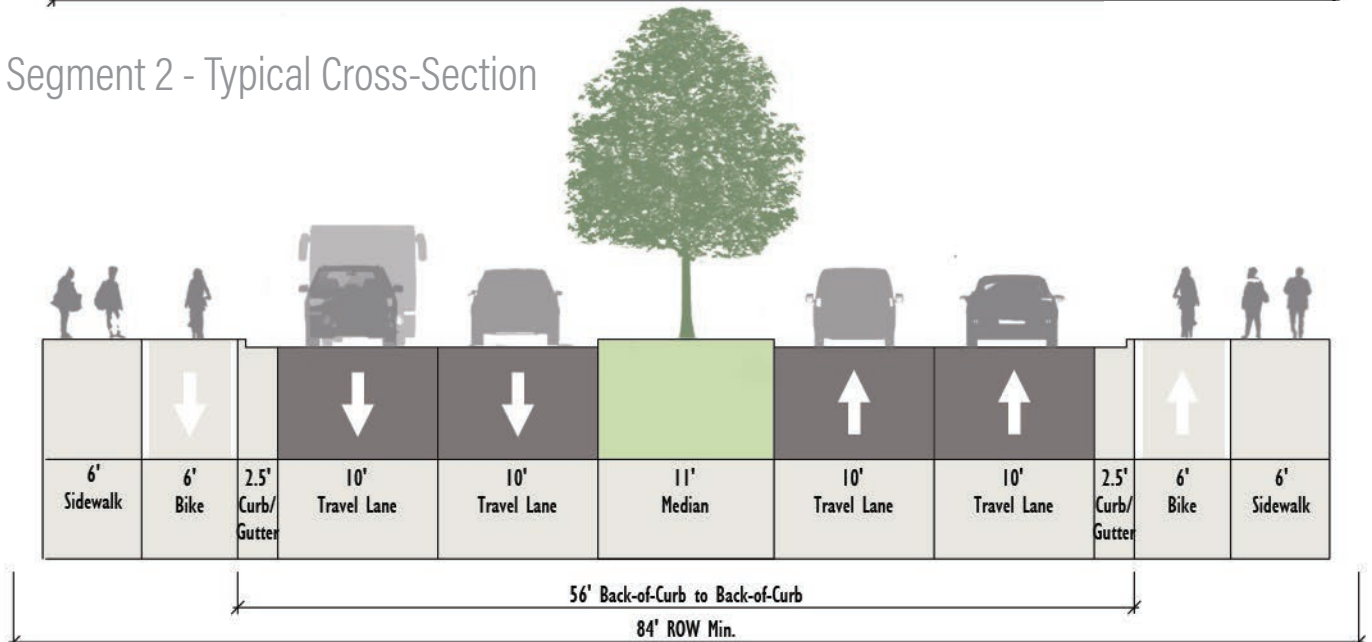 Segment 2 - Typical Cross-Section
6' 6' 2.5' 10' 10' 11' 10' 10' 2.5' 6' 6'
Sidewalk Bike Curb/ Travel Lane Travel Lane Median Travel Lane Travel Lane Curb/ Bike Sidewalk
Gutter Gutter
56' Back-of-Curb to Back-of-Curb
84' ROW Min.